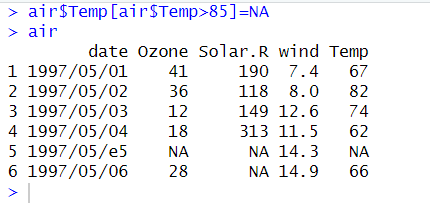 > air$Temp[air$Temp>85]=NA
> air
date Ozone Solar.R wind Temp
1 1997/05/01 41 190 7.4 67
2 1997/05/02 36 118 8.0 82
3 1997/05/03 12 149 12.6 74
4 1997/05/04 18 313 11.5 62
5 1997/05/e5 NA NA 14.3 NA
6 1997/05/06 28 NA 14.9 66
>